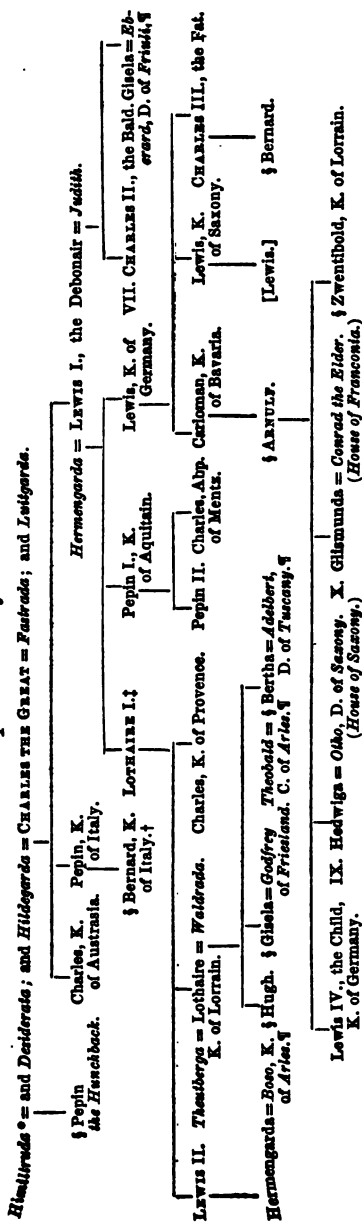 Himiltruda * = and Desiderata; and Hildegarda = CHARLES THE GREAT = Fastrada; and Luitgarda.
§ Pepin the Hunchback.
Charles, K. of Austrasia.
Pepin, K. of Italy.
Hermengarda = LEWIS I., the Debonair = Judith.
§ Bernard, K. of Italy.†
LOTHAIRE I.‡
Pepin I., K. of Aquitain.
Lewis, K. of Germany.
VII. CHARLES II., the Bald.
Gisela = Eberard, D. of Friuli,¶
LEWIS II.
Theutberga = Lothaire = Waldrada.
K. of Lorrain.
Charles, K. of Provence.
Pepin II.
Charles, Abp. of Ments.
Carloman, K. of Bavaria.
Lewis, K. of Saxony.
CHARLES III., the Fat.
Hermengarda = Boso, K. of Arles.¶
§ Hugh.
§ Gisela = Godfrey of Friesland.
Theobald = § Bertha = Adelbert,
C. of Arles.¶ D. of Tuscany.¶
§ ARNULF.
[Lewis.]
§ Bernard.
Lewis IV., the Child, K. of Germany.
IX. Hedwiga = Otho, D. of Saxony.
(House of Saxony.)
X. Glismunda = Conrad the Elder.
(House of Franconia.)
§ Zwentibold, K. of Lorrain.